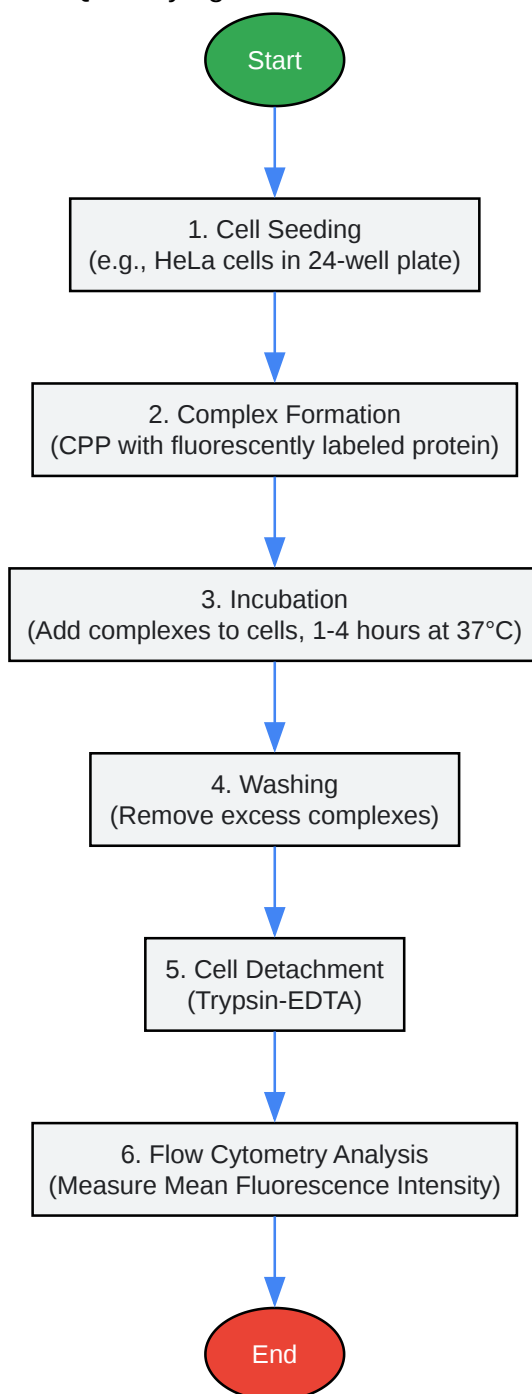 Start
1. Cell Seeding
(e.g., HeLa cells in 24-well plate)
2. Complex Formation
(CPP with fluorescently labeled protein)
3. Incubation
(Add complexes to cells, 1-4 hours at 37°C)
4. Washing
(Remove excess complexes)
5. Cell Detachment
(Trypsin-EDTA)
6. Flow Cytometry Analysis
(Measure Mean Fluorescence Intensity)
End